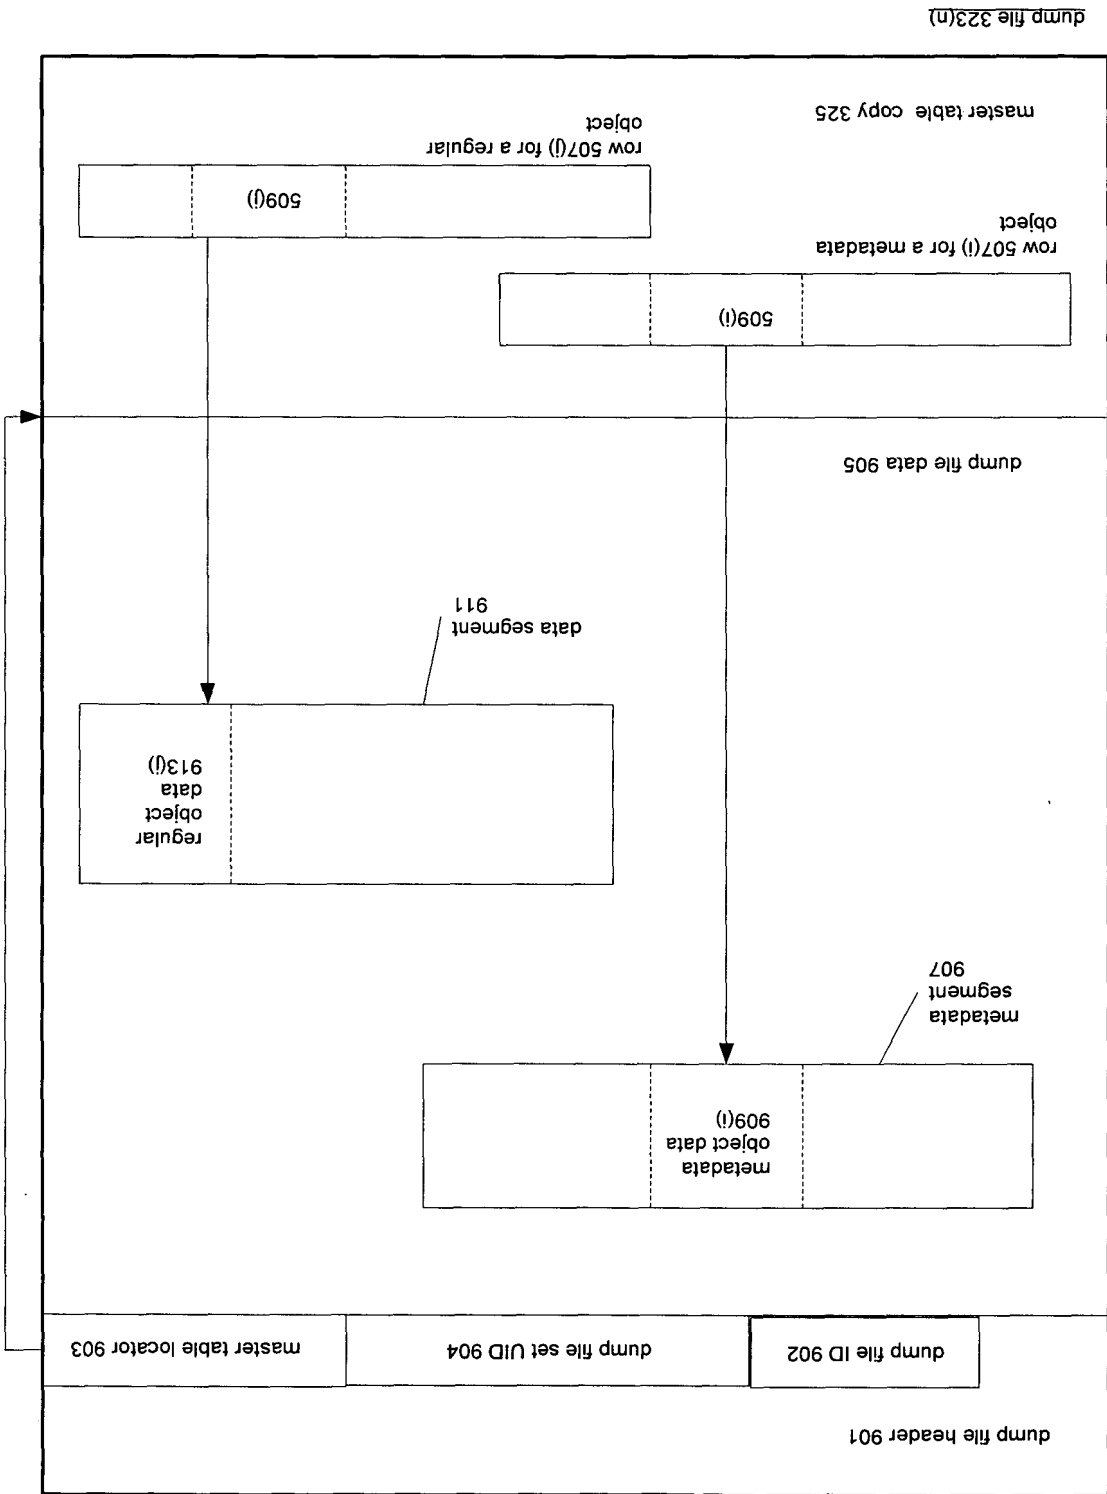 dump file header 901
dump file ID 902
dump file set UID 904
master table locator 903
metadata
object data
909(i)
metadata
segment
907
regular
object
data
913(j)
data segment
911
dump file data 905
509(i)
row 507(i) for a metadata
object
509(j)
row 507(j) for a regular
object
master table copy 325
dump file 323(n)